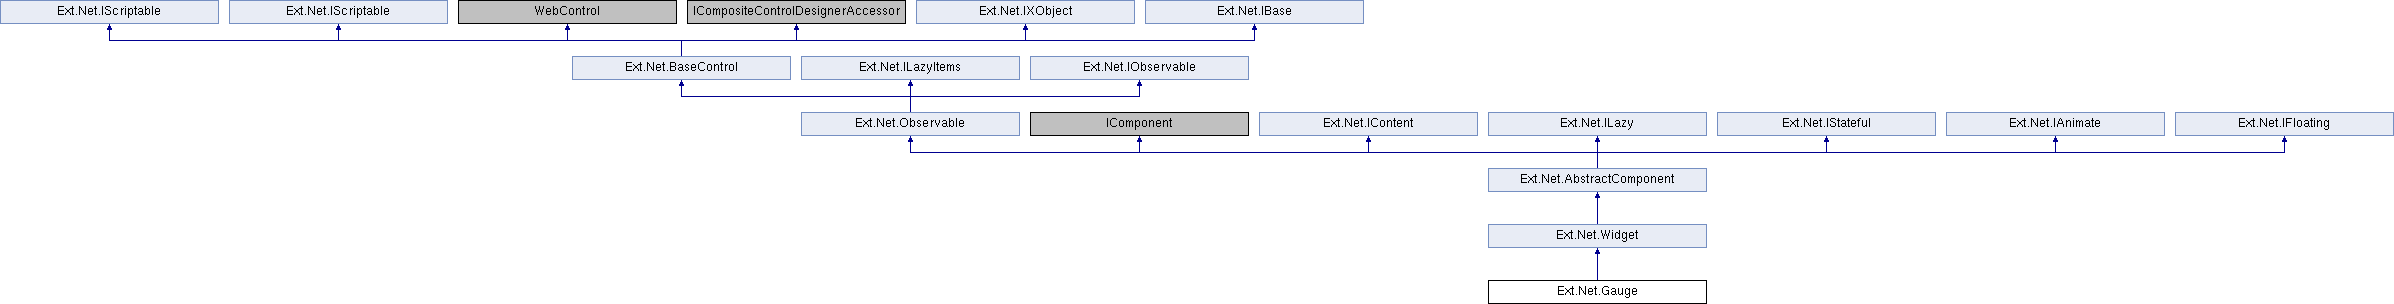 Ext.Net.IScriptable
Ext.Net.IScriptable
WebControl
ICompositeControlDesignerAccessor
Ext.Net.IXObject
Ext.Net.IBase
Ext.Net.BaseControl
Ext.Net.ILazyItems
Ext.Net.IObservable
Ext.Net.Observable
IComponent
Ext.Net.IContent
Ext.Net.ILazy
Ext.Net.IStateful
Ext.Net.IAnimate
Ext.Net.IFloating
Ext.Net.AbstractComponent
Ext.Net.Widget
Ext.Net.Gauge